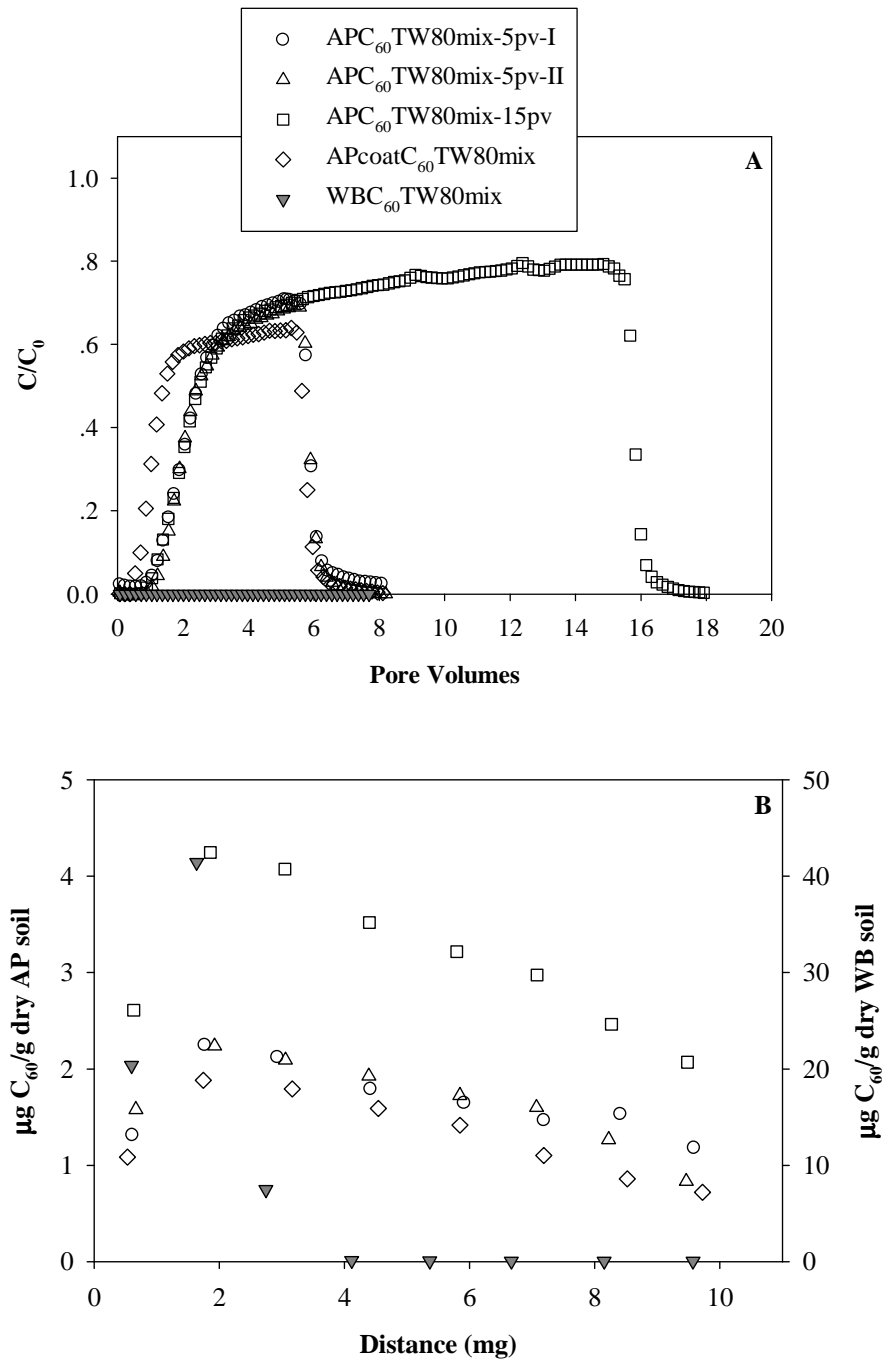 APC₆₀TW80mix-5pv-I
APC₆₀TW80mix-5pv-II
APC₆₀TW80mix-15pv
APcoatC₆₀TW80mix
WBC₆₀TW80mix
A
1.0
.8
.6
.4
.2
0.0
C/C₀
0 2 4 6 8 10 12 14 16 18 20
Pore Volumes
B
5
4
3
2
1
0
µg C₆₀/g dry AP soil
50
40
30
20
10
0
µg C₆₀/g dry WB soil
0 2 4 6 8 10
Distance (mg)